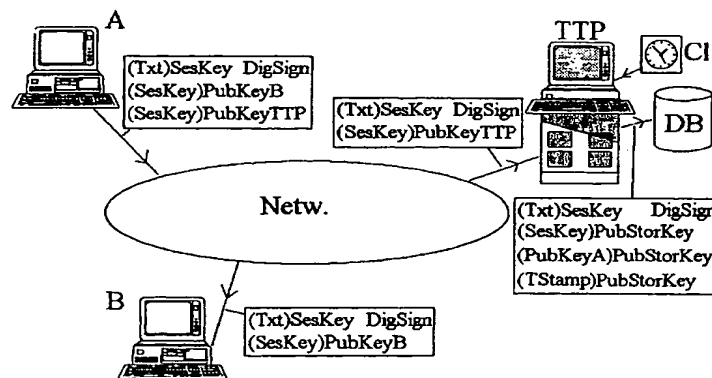 A
(Txt)SesKey DigSign
(SesKey)PubKeyB
(SesKey)PubKeyTTP
TTP
Cl
DB
(Txt)SesKey DigSign
(SesKey)PubKeyTTP
Netw.
(Txt)SesKey DigSign
(SesKey)PubStorKey
(PubKeyA)PubStorKey
(TStamp)PubStorKey
B
(Txt)SesKey DigSign
(SesKey)PubKeyB